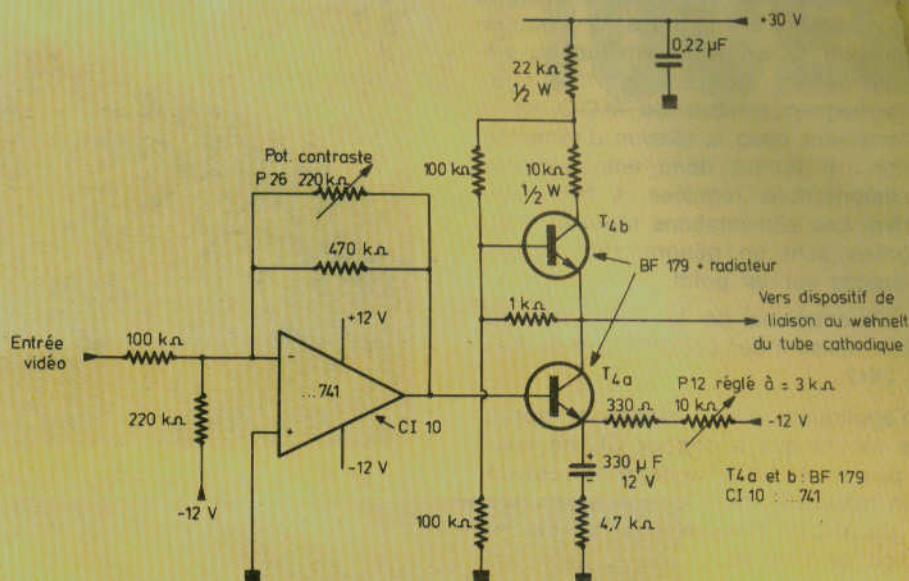 +30 V
0,22 µF
22 kΩ
½ W
Pot. contraste
P 26 220 kΩ
100 kΩ
10 kΩ
½ W
T4b
470 kΩ
BF 179 + radiateur
Vers dispositif de
liaison au wehnelt
du tube cathodique
1 kΩ
Entrée
vidéo
100 kΩ
+12 V
-
...741
+
T4a
P12 réglé à = 3 kΩ
330 Ω
10 kΩ
-12 V
220 kΩ
CI 10
-12 V
-12 V
+
330 µF
-
12 V
T4a et b : BF 179
CI 10 : ...741
100 kΩ
4,7 kΩ